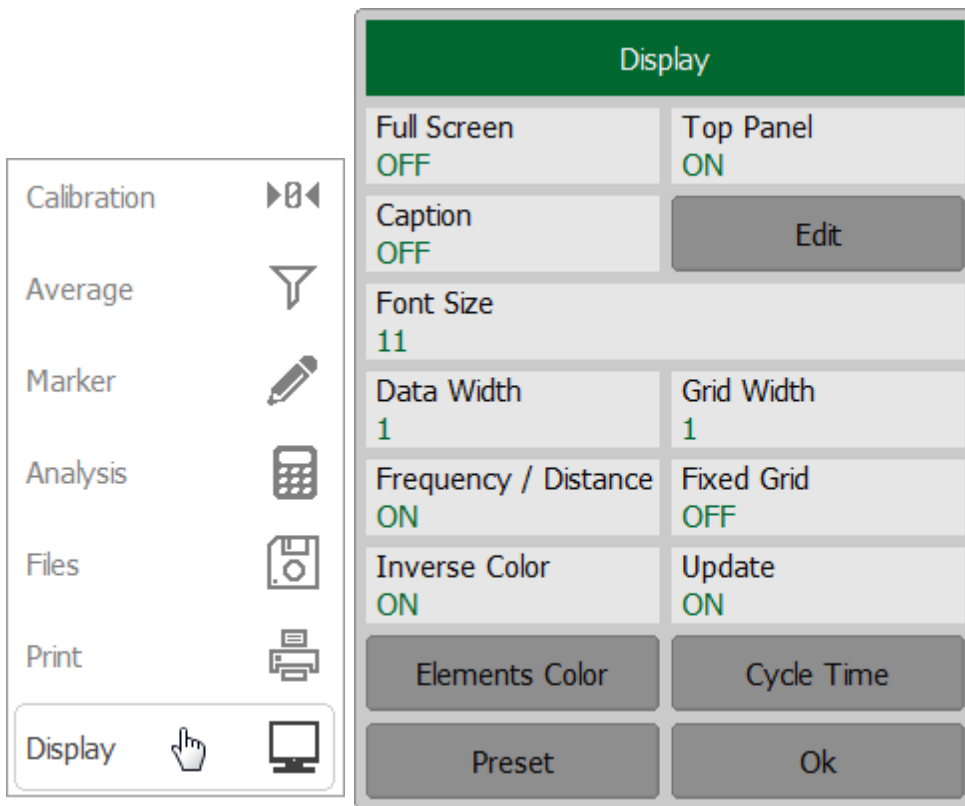 Calibration
Average
Marker
Analysis
Files
Print
Display
Display
Full Screen
OFF
Top Panel
ON
Caption
OFF
Edit
Font Size
11
Data Width
1
Grid Width
1
Frequency / Distance
ON
Fixed Grid
OFF
Inverse Color
ON
Update
ON
Elements Color
Cycle Time
Preset
Ok